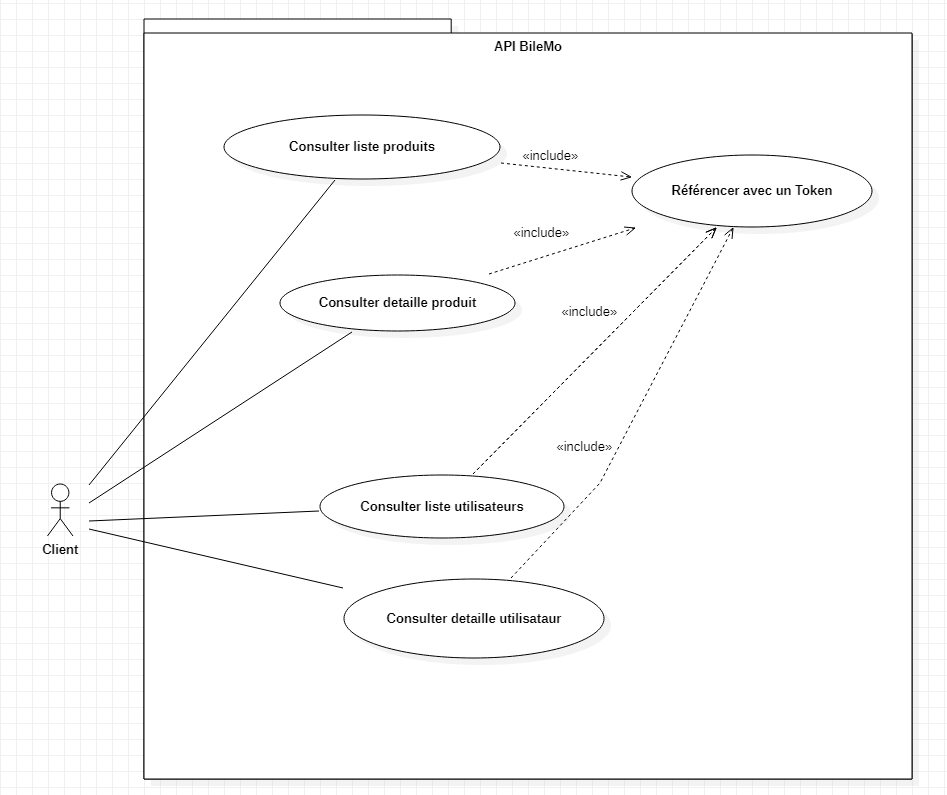 API BileMo
Consulter liste produits
«include»
Référencer avec un Token
«include»
Consulter detaille produit
«include»
«include»
Consulter liste utilisateurs
Client
Consulter detaille utilisataur